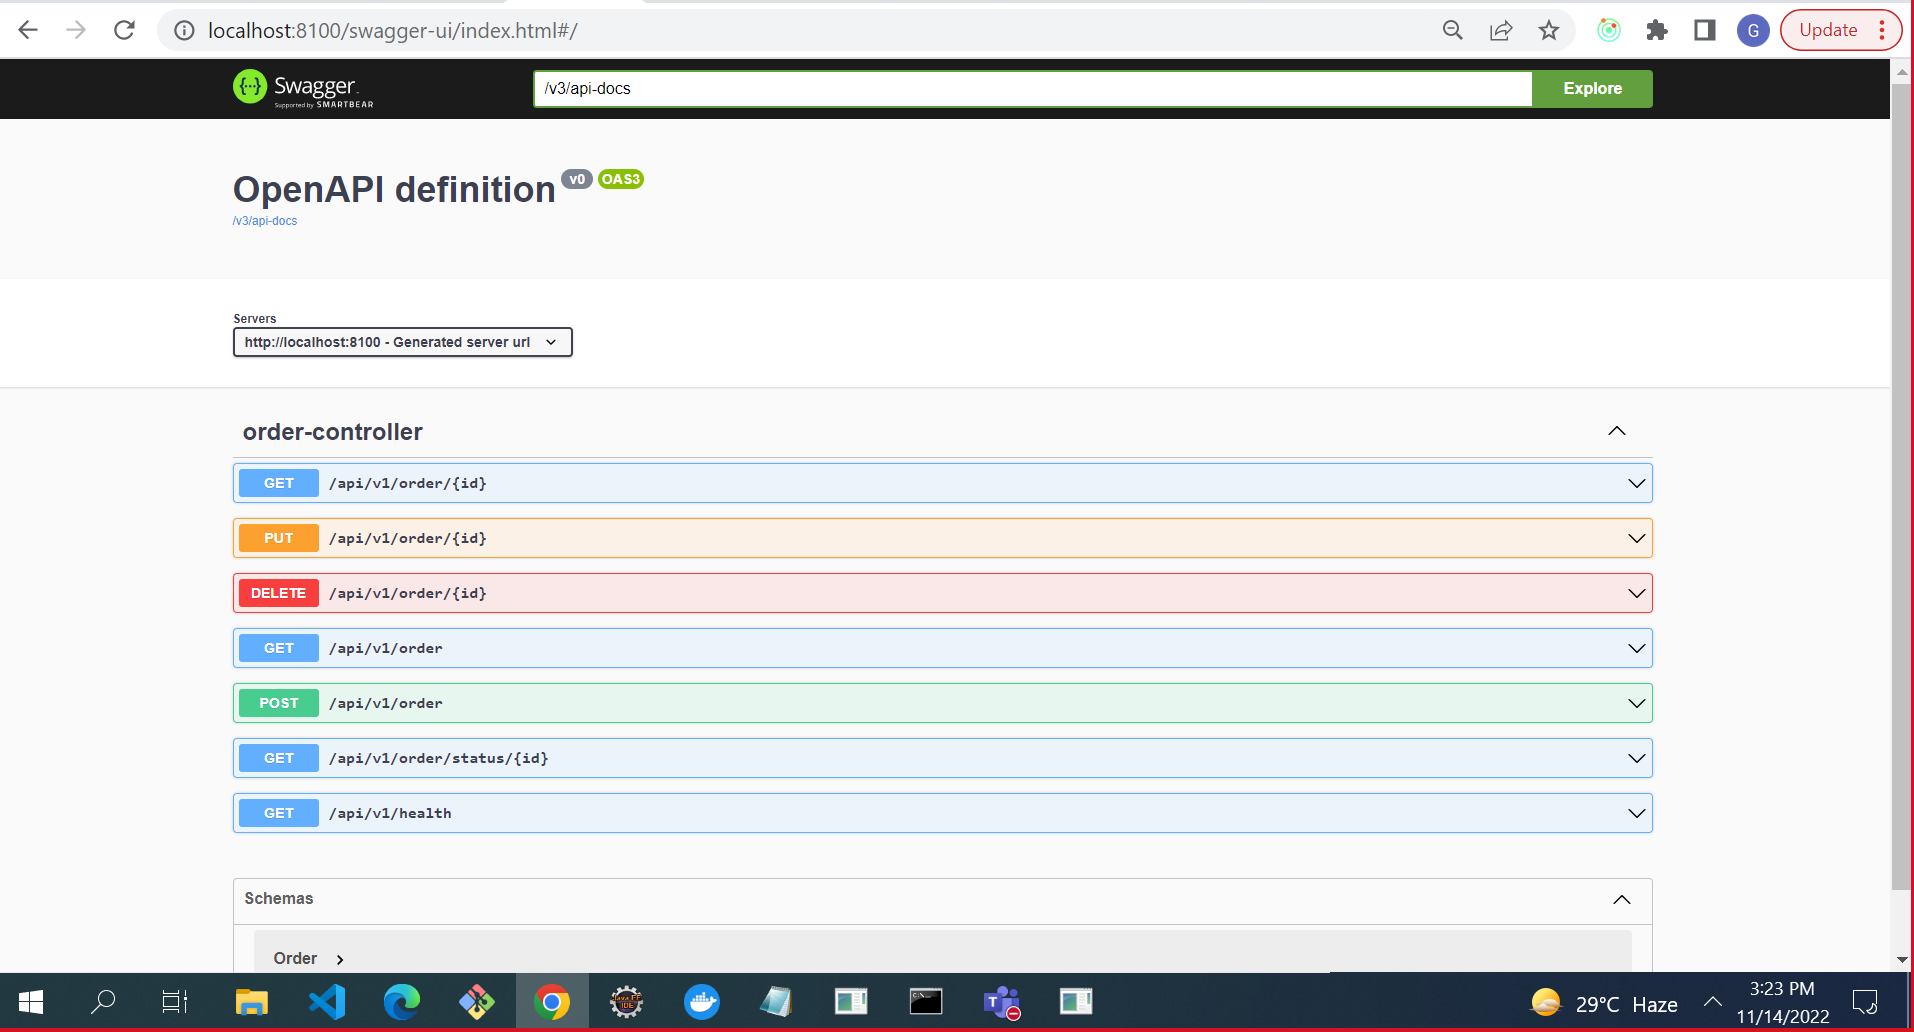 localhost:8100/swagger-ui/index.html#/
G
Update
Swagger.
Supported by SMARTBEAR
/v3/api-docs
Explore
OpenAPI definition v0 OAS3
/v3/api-docs
Servers
http://localhost:8100 - Generated server url
order-controller
GET /api/v1/order/{id}
PUT /api/v1/order/{id}
DELETE /api/v1/order/{id}
GET /api/v1/order
POST /api/v1/order
GET /api/v1/order/status/{id}
GET /api/v1/health
Schemas
Order
Java EE
IDE
C:\
T
29°C Haze
3:23 PM
11/14/2022